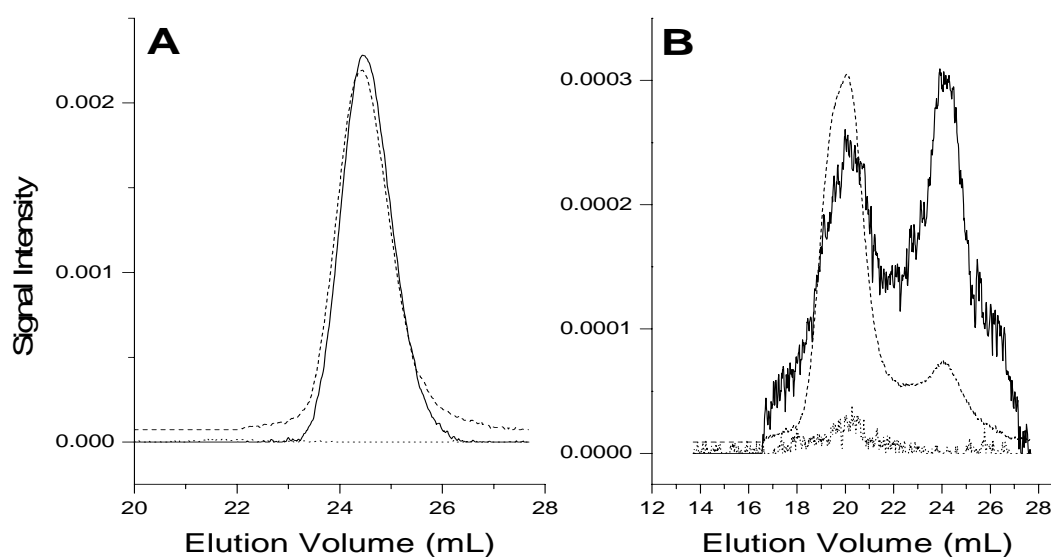 A
B
Signal Intensity
0.002
0.001
0.000
20 22 24 26 28
Elution Volume (mL)
0.0003
0.0002
0.0001
0.0000
12 14 16 18 20 22 24 26 28
Elution Volume (mL)